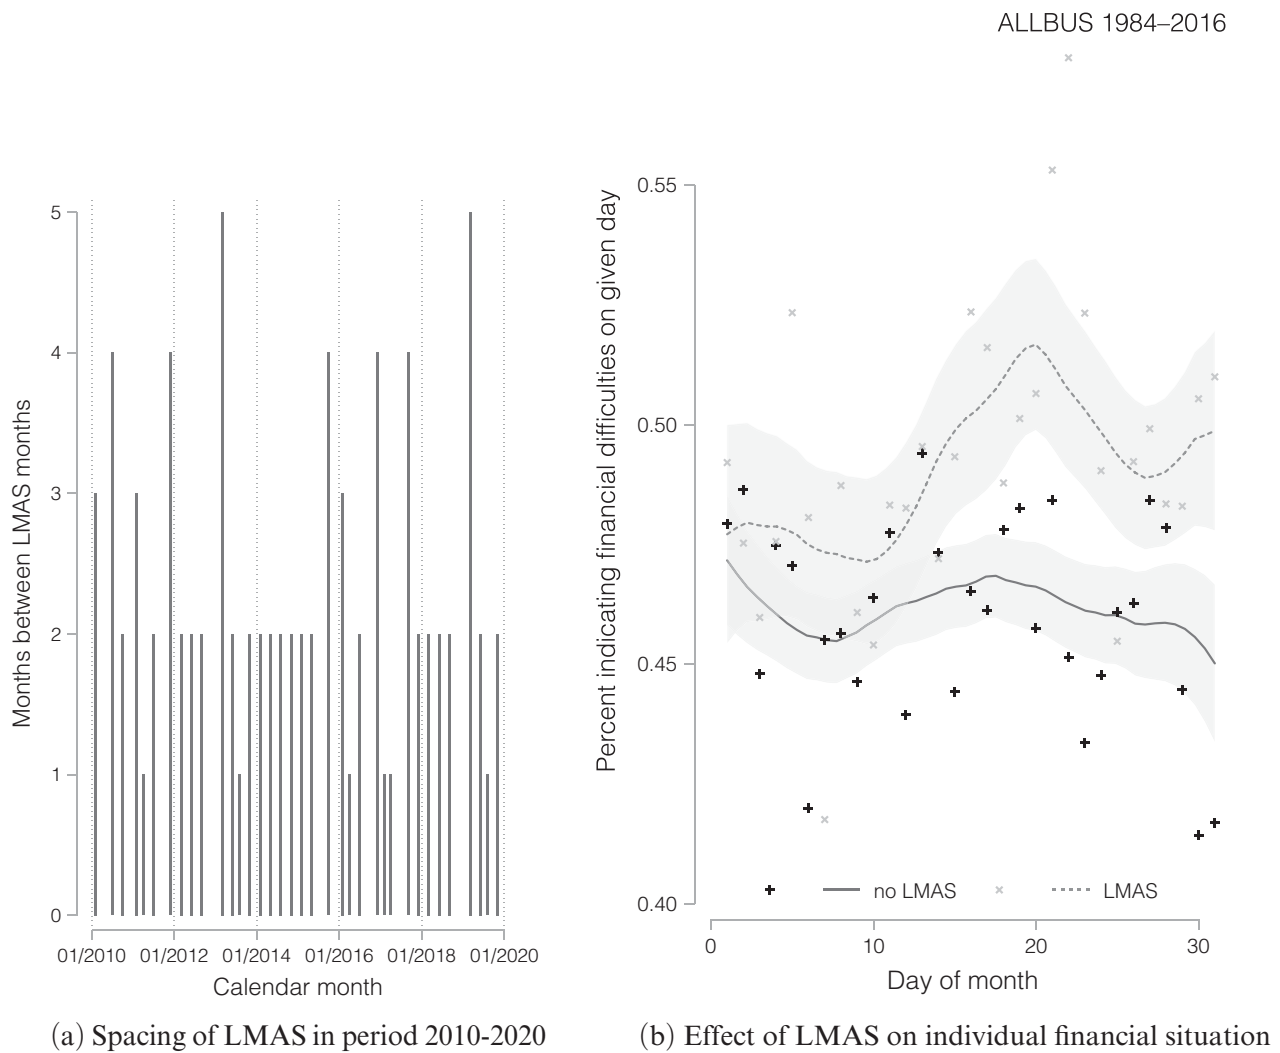 ALLBUS 1984–2016
Months between LMAS months
5
4
3
2
1
0
01/2010 01/2012 01/2014 01/2016 01/2018 01/2020
Calendar month
(a) Spacing of LMAS in period 2010-2020
Percent indicating financial difficulties on given day
0.55
0.50
0.45
0.40
no LMAS LMAS
0 10 20 30
Day of month
(b) Effect of LMAS on individual financial situation